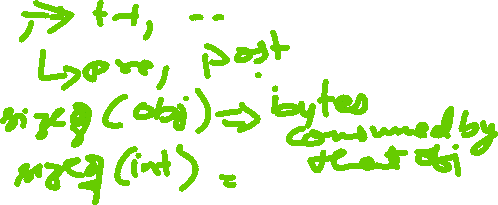 ,→ ++, --
↳ pre, post
sizeof(obj) ⇒ bytes
consumed by
that obj
sizeof(int) =